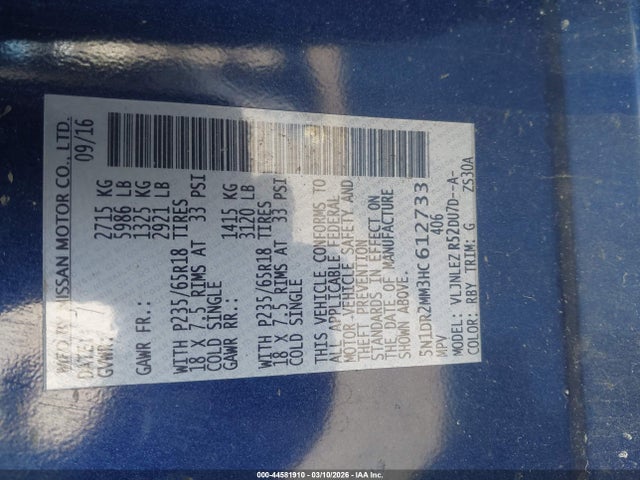 MFD BY NISSAN MOTOR CO., LTD.
DATE: 09/16
GVWR: 2715 KG
5986 LB
GAWR FR.: 1325 KG
2921 LB
WITH P235/65R18 TIRES
18 X 7.5 RIMS AT 33 PSI
COLD SINGLE
GAWR RR.: 1415 KG
3120 LB
WITH P235/65R18 TIRES
18 X 7.5 RIMS AT 33 PSI
COLD SINGLE
THIS VEHICLE CONFORMS TO
ALL APPLICABLE FEDERAL
MOTOR VEHICLE SAFETY AND
THEFT PREVENTION
STANDARDS IN EFFECT ON
THE DATE OF MANUFACTURE
SHOWN ABOVE.
5N1DR2MM3HC612733
MPV 406
MODEL: VLJNLEZ R52DU7D--A-
COLOR: RBY TRIM: G 7S30A
000-44581910 - 03/10/2026 - IAA Inc.